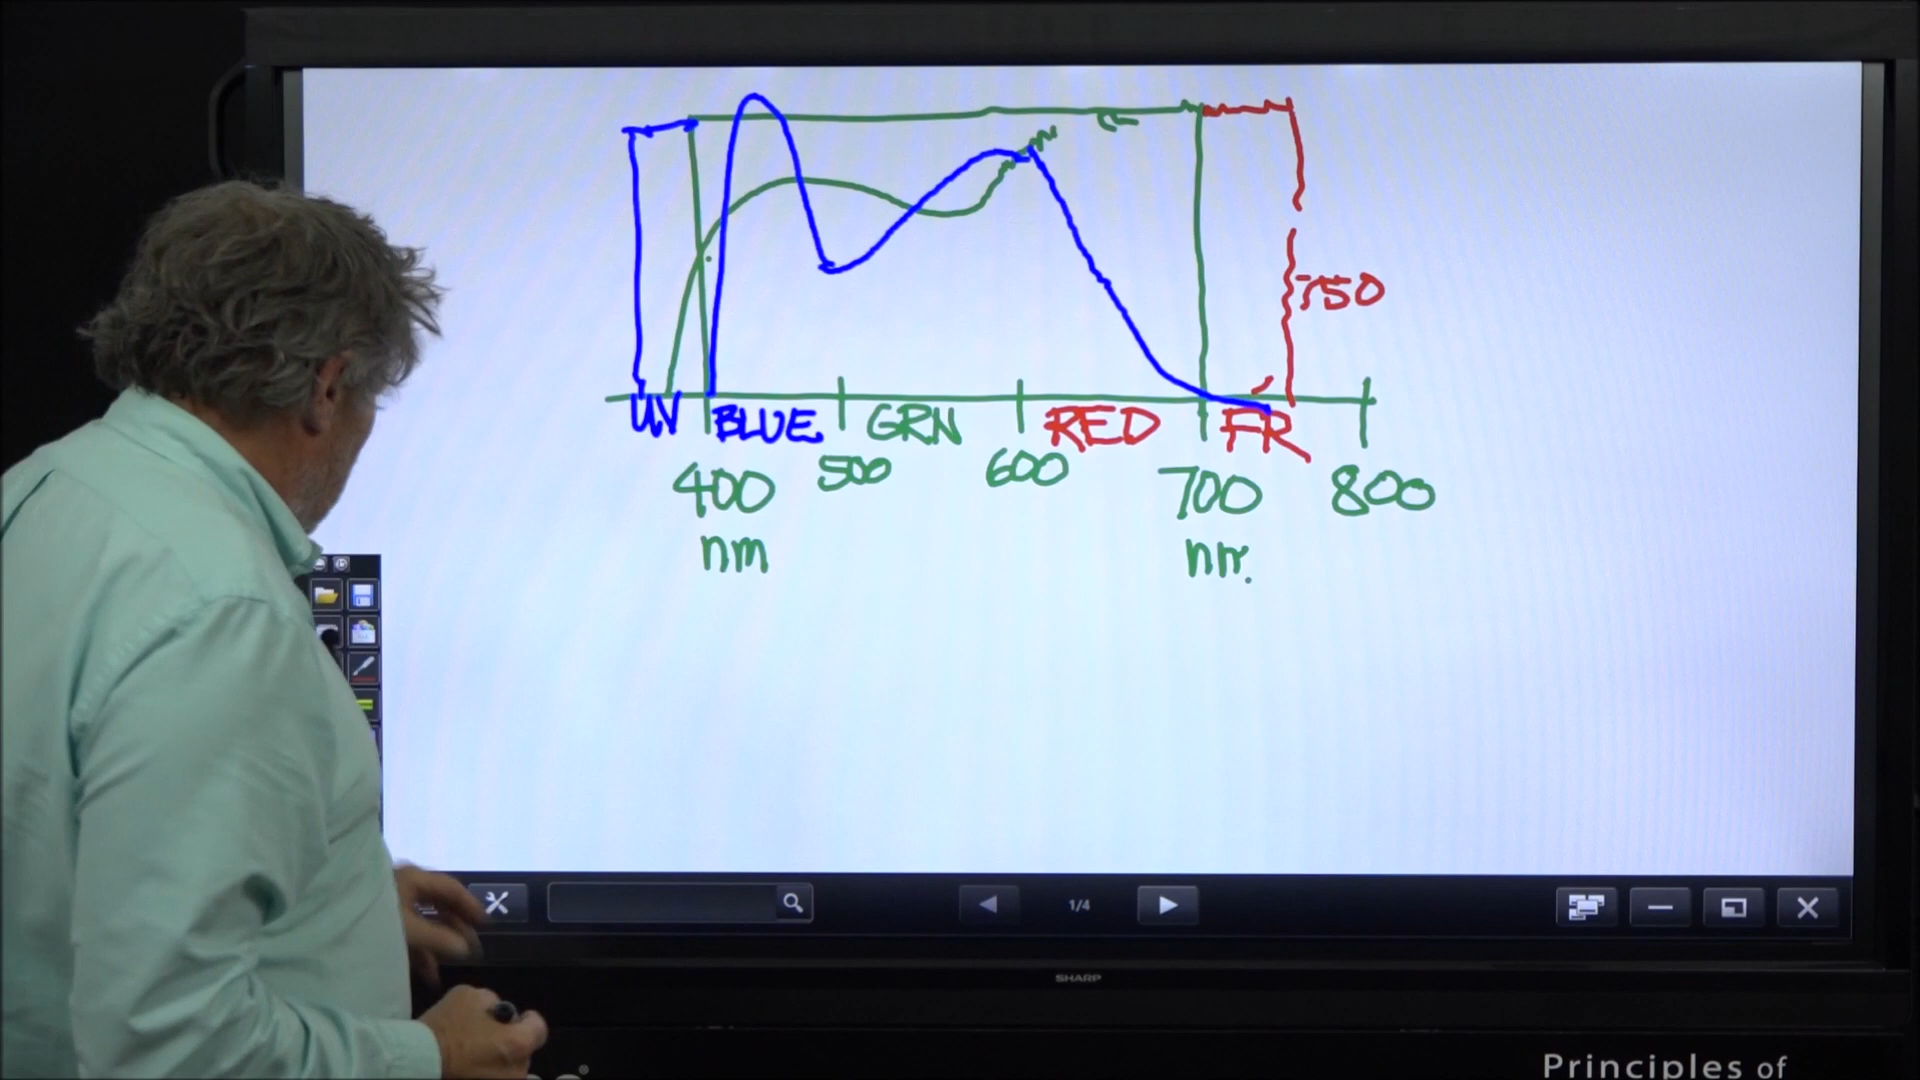 750
UV BLUE GRN RED FR
400 500 600 700 800
nm nm
1/4
SHARP
Principles of